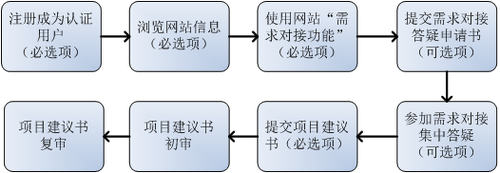 注册成为认证
用户
（必选项）
浏览网站信息
（必选项）
使用网站“需
求对接功能”
（必选项）
提交需求对接
答疑申请书
（可选项）
参加需求对接
集中答疑
（可选项）
提交项目建议
书（必选项）
项目建议书
初审
项目建议书
复审